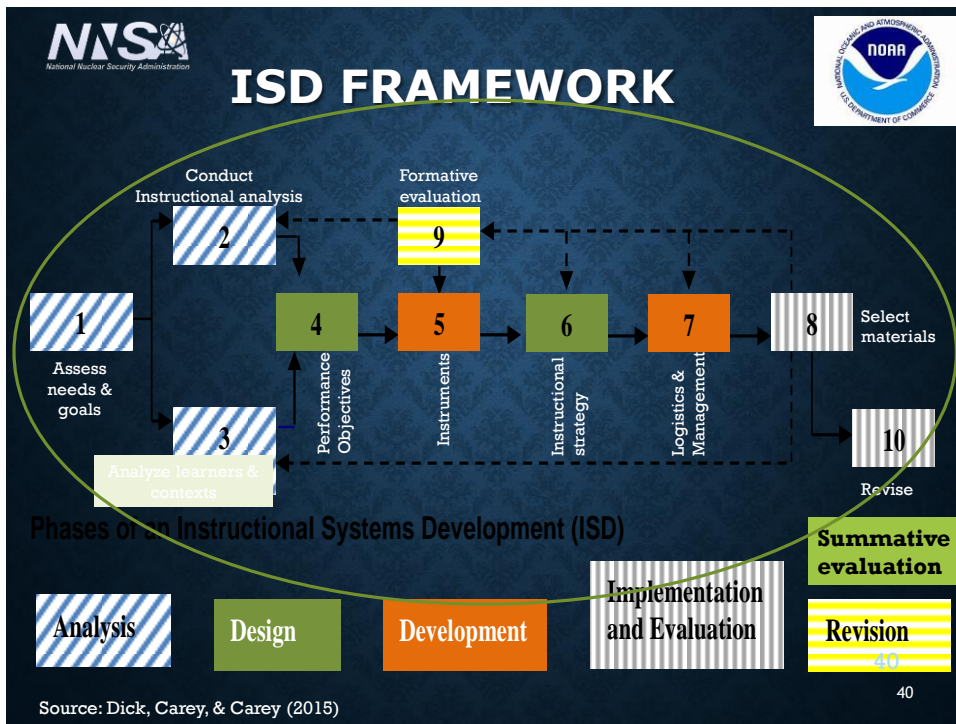 NNSA
National Nuclear Security Administration
NATIONAL OCEANIC AND ATMOSPHERIC ADMINISTRATION
NOAA
U.S. DEPARTMENT OF COMMERCE
ISD FRAMEWORK
Conduct
Instructional analysis
Formative
evaluation
2
9
1
4
5
6
7
8
Select
materials
Assess
needs &
goals
Performance
Objectives
Instruments
Instructional
strategy
Logistics &
Management
3
Analyze learners &
contexts
10
Revise
Phases of an Instructional Systems Development (ISD)
Summative
evaluation
Analysis
Design
Development
Implementation
and Evaluation
Revision
40
40
Source: Dick, Carey, & Carey (2015)